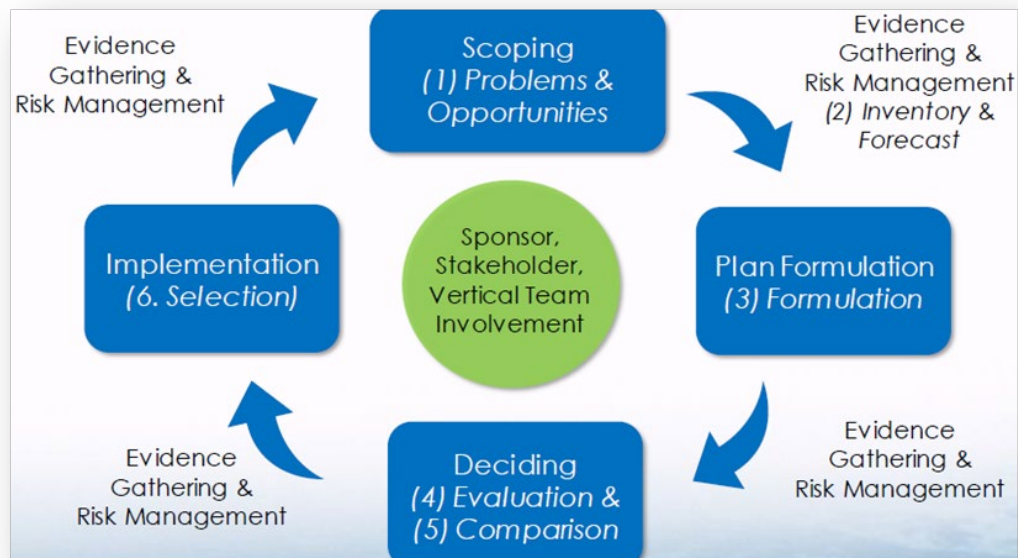 Scoping
(1) Problems &
Opportunities
Evidence
Gathering &
Risk Management
(2) Inventory &
Forecast
Plan Formulation
(3) Formulation
Evidence
Gathering &
Risk Management
Deciding
(4) Evaluation &
(5) Comparison
Evidence
Gathering &
Risk Management
Implementation
(6. Selection)
Evidence
Gathering &
Risk Management
Sponsor,
Stakeholder,
Vertical Team
Involvement